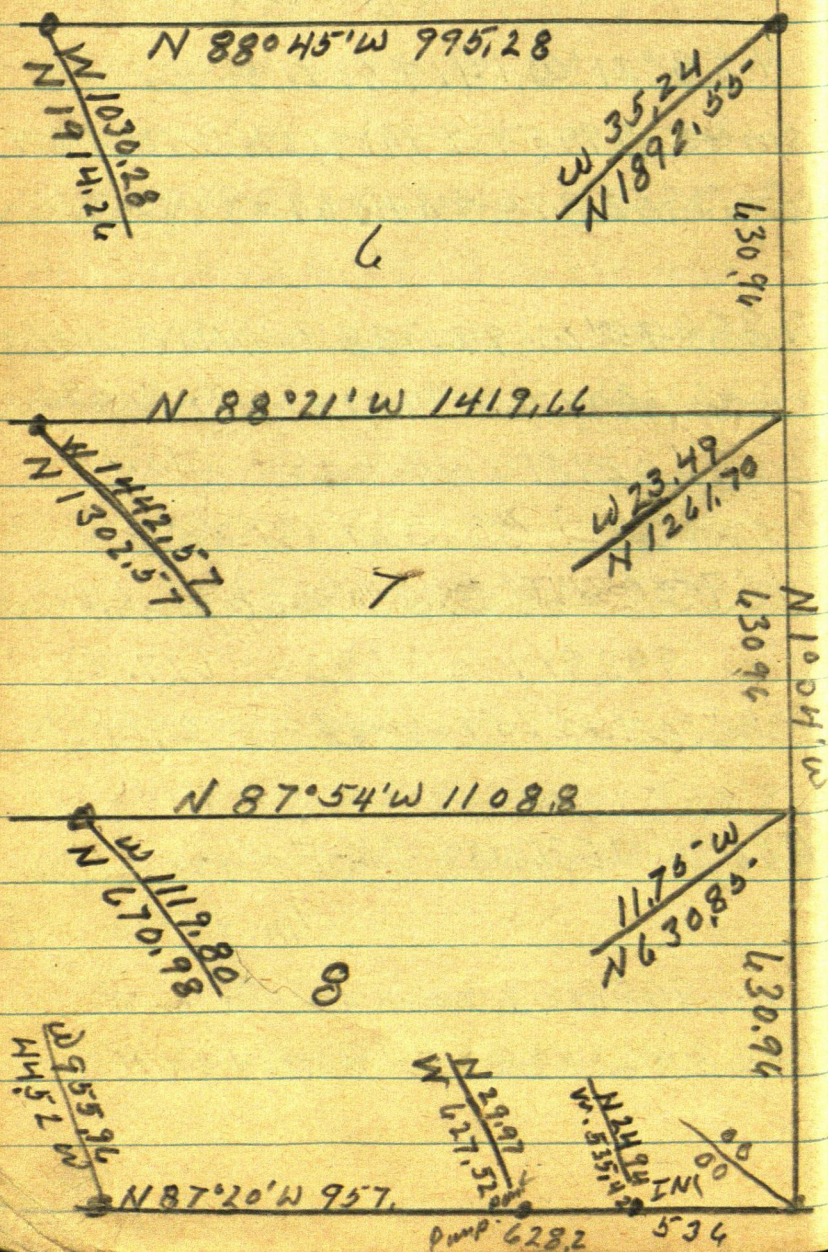 N 88°45'W 995.28
W 1030.28
N 1914.26
W 35.24
N 1892.55
630.96
6
N 88°21'W 1419.66
W 1442.57
N 1302.57
W 23.49
N 1261.70
630.96
N 1°04'W
7
N 87°54'W 1108.8
W 1119.80
N 670.98
11.75 W
N 630.85
630.96
8
W 955.96
44.52 N
N 29.97
W 627.52
N 24.94
W. 535.42
00
00
INI
N 87°20'W 957.
Pump. 628.2
536